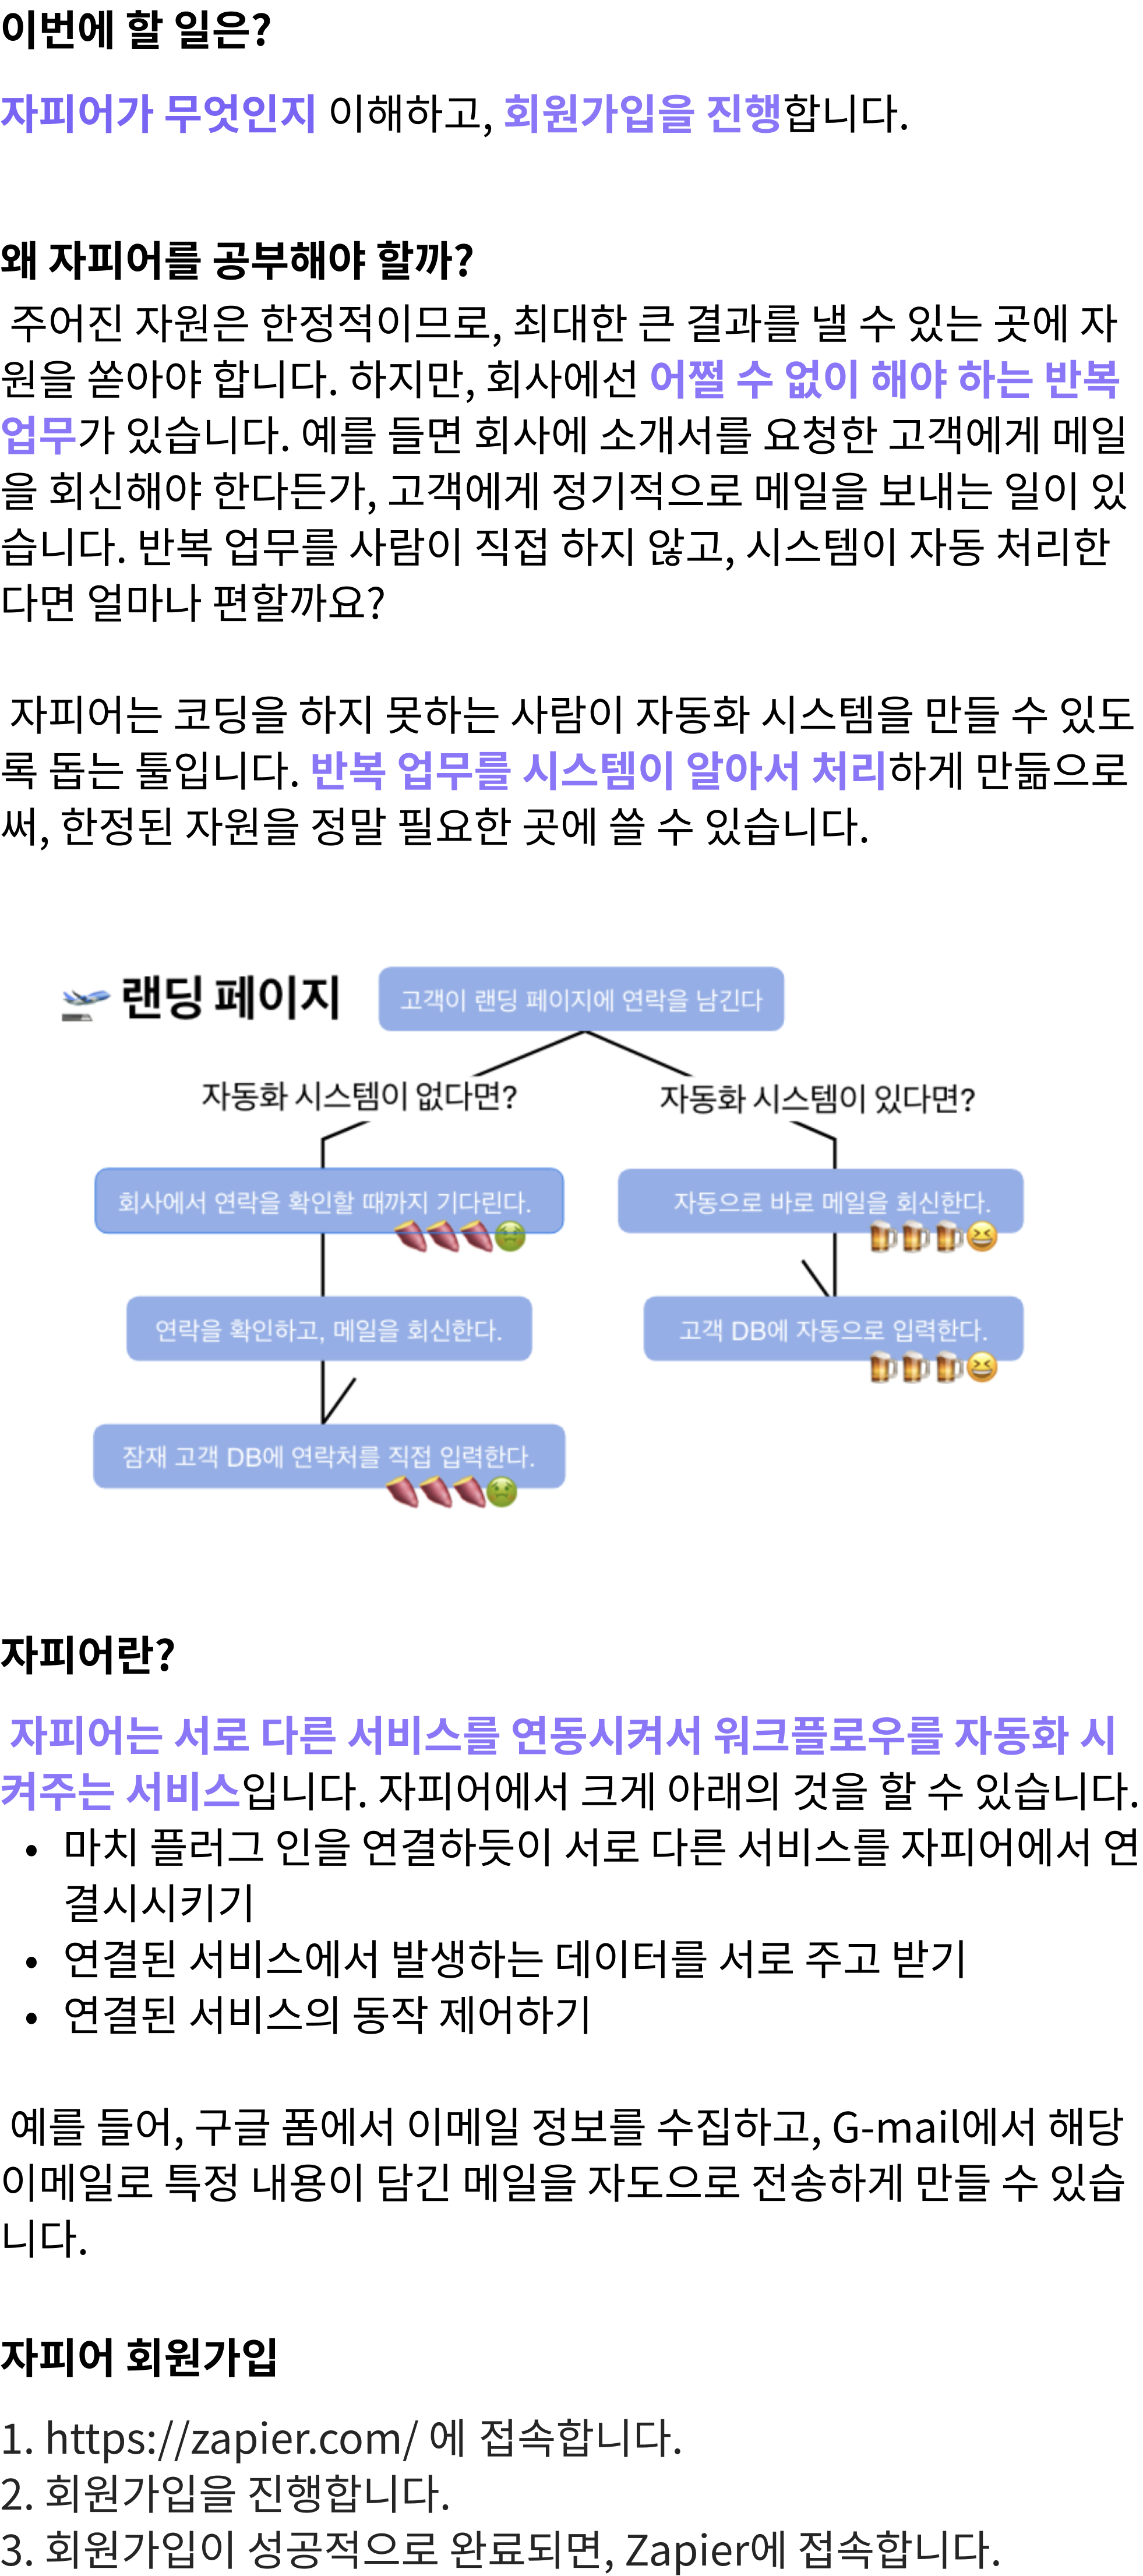 이번에 할 일은?
자피어가 무엇인지 이해하고, 회원가입을 진행합니다.
왜 자피어를 공부해야 할까?
주어진 자원은 한정적이므로, 최대한 큰 결과를 낼 수 있는 곳에 자
원을 쏟아야 합니다. 하지만, 회사에선 어쩔 수 없이 해야 하는 반복
업무가 있습니다. 예를 들면 회사에 소개서를 요청한 고객에게 메일
을 회신해야 한다든가, 고객에게 정기적으로 메일을 보내는 일이 있
습니다. 반복 업무를 사람이 직접 하지 않고, 시스템이 자동 처리한
다면 얼마나 편할까요?
자피어는 코딩을 하지 못하는 사람이 자동화 시스템을 만들 수 있도
록 돕는 툴입니다. 반복 업무를 시스템이 알아서 처리하게 만듦으로
써, 한정된 자원을 정말 필요한 곳에 쓸 수 있습니다.
🛫 랜딩 페이지
고객이 랜딩 페이지에 연락을 남긴다
자동화 시스템이 없다면?
자동화 시스템이 있다면?
회사에서 연락을 확인할 때까지 기다린다.
🍠🍠🍠🤢
자동으로 바로 메일을 회신한다.
🍺🍺🍺😆
연락을 확인하고, 메일을 회신한다.
고객 DB에 자동으로 입력한다.
🍺🍺🍺😆
잠재 고객 DB에 연락처를 직접 입력한다.
🍠🍠🍠🤢
자피어란?
자피어는 서로 다른 서비스를 연동시켜서 워크플로우를 자동화 시
켜주는 서비스입니다. 자피어에서 크게 아래의 것을 할 수 있습니다.
• 마치 플러그 인을 연결하듯이 서로 다른 서비스를 자피어에서 연
결시시키기
• 연결된 서비스에서 발생하는 데이터를 서로 주고 받기
• 연결된 서비스의 동작 제어하기
예를 들어, 구글 폼에서 이메일 정보를 수집하고, G-mail에서 해당
이메일로 특정 내용이 담긴 메일을 자도으로 전송하게 만들 수 있습
니다.
자피어 회원가입
1. https://zapier.com/ 에 접속합니다.
2. 회원가입을 진행합니다.
3. 회원가입이 성공적으로 완료되면, Zapier에 접속합니다.